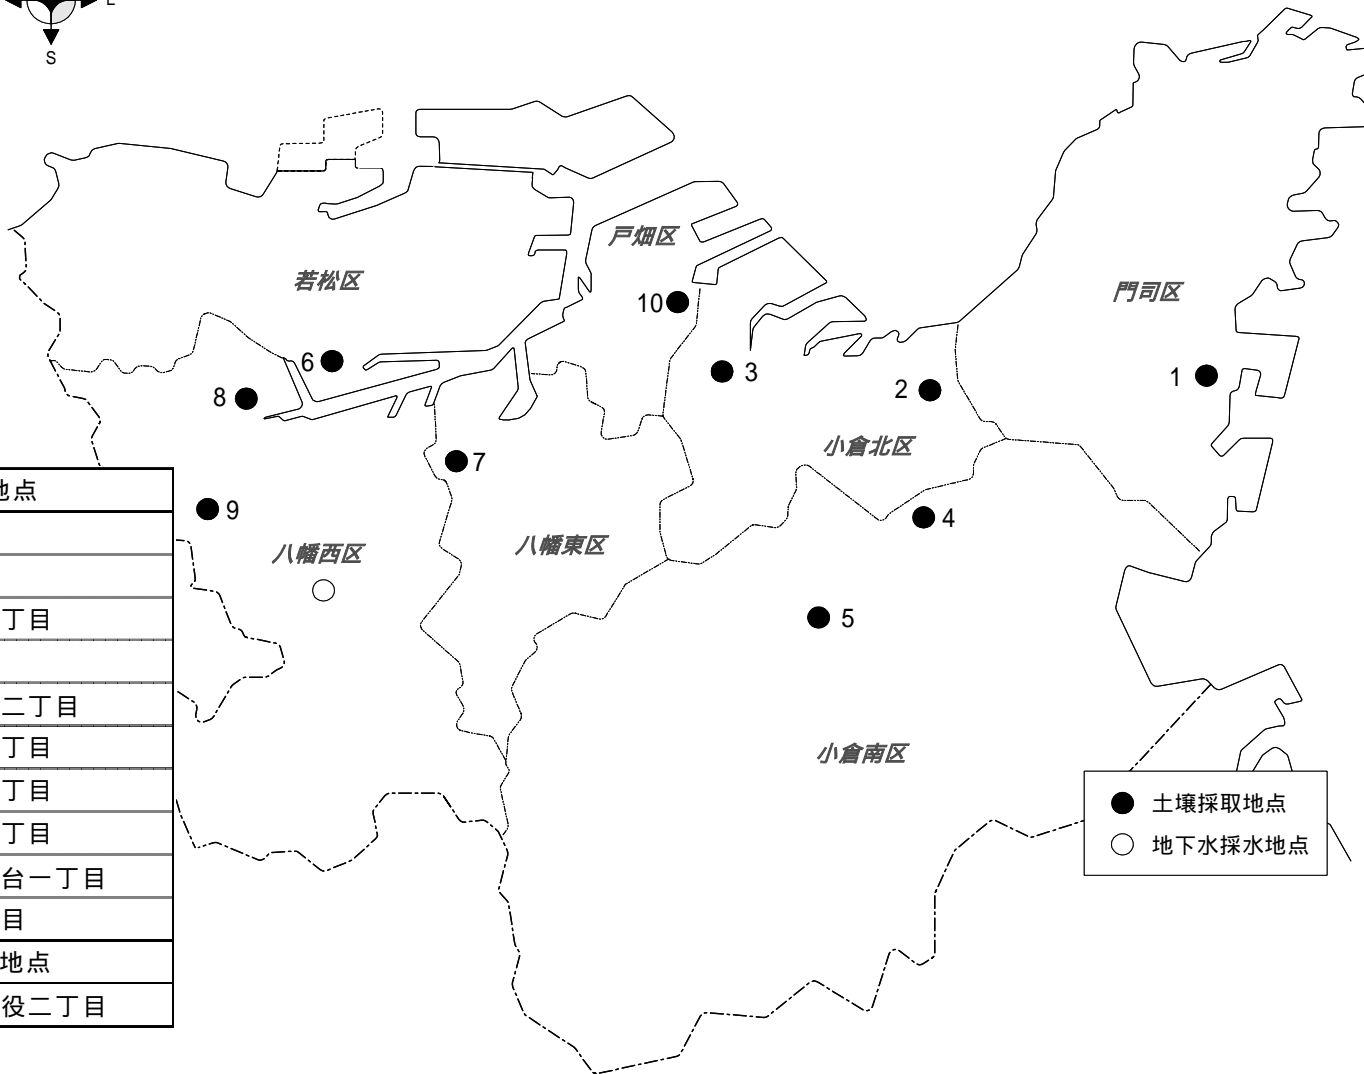 E
S
戸畑区
若松区
門司区
10
6
3
1
8
2
小倉北区
7
9
4
八幡西区
八幡東区
5
小倉南区
地点
丁目
二丁目
丁目
丁目
丁目
台一丁目
目
地点
役二丁目
土壌採取地点
地下水採水地点